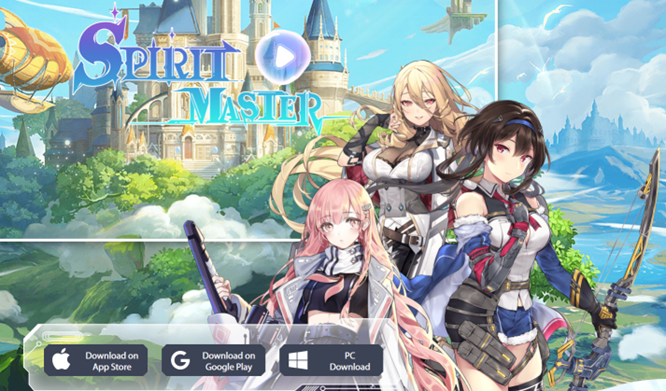 SPIRIT
MASTER
Download on
App Store
Download on
Google Play
PC
Download